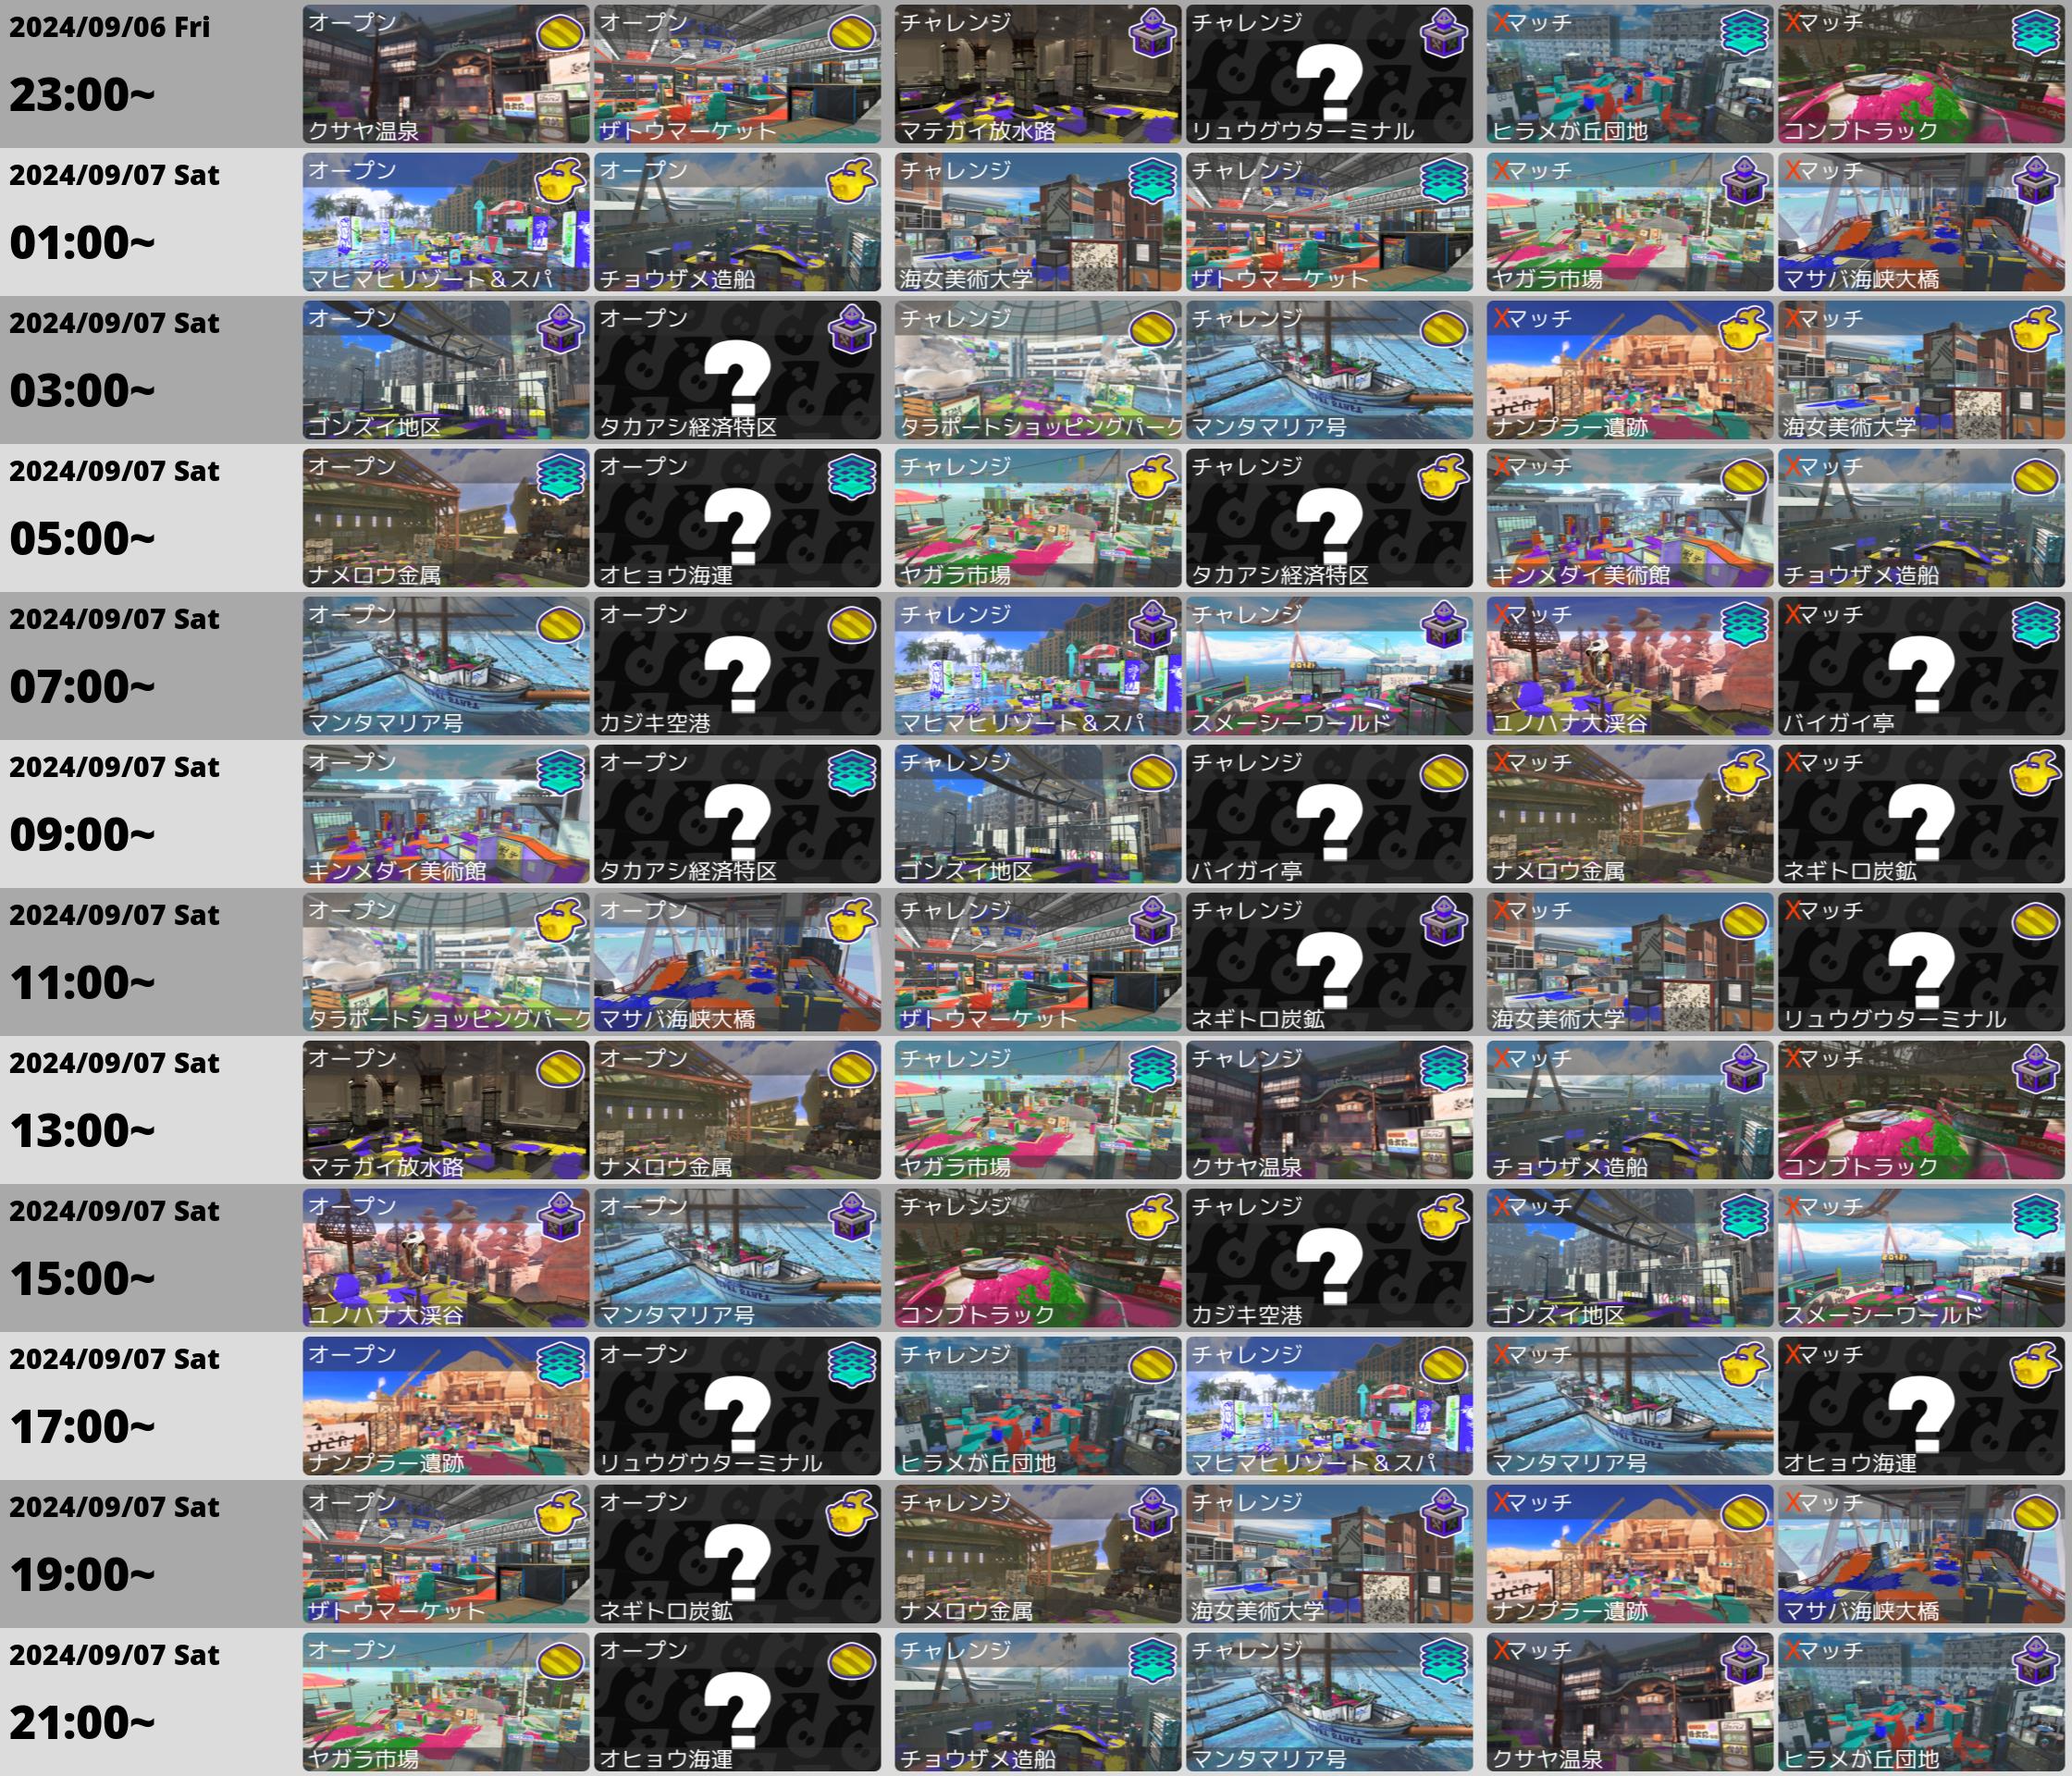 2024/09/06 Fri
23:00~
オープン
クサヤ温泉
オープン
ザトウマーケット
チャレンジ
マテガイ放水路
チャレンジ
リュウグウターミナル
Xマッチ
ヒラメが丘団地
Xマッチ
コンブトラック
2024/09/07 Sat
01:00~
オープン
マヒマヒリゾート&スパ
オープン
チョウザメ造船
チャレンジ
海女美術大学
チャレンジ
ザトウマーケット
Xマッチ
ヤガラ市場
Xマッチ
マサバ海峡大橋
2024/09/07 Sat
03:00~
オープン
ゴンズイ地区
オープン
タカアシ経済特区
チャレンジ
タラポートショッピングパーク
チャレンジ
マンタマリア号
Xマッチ
ナンプラー遺跡
Xマッチ
海女美術大学
2024/09/07 Sat
05:00~
オープン
ナメロウ金属
オープン
オヒョウ海運
チャレンジ
ヤガラ市場
チャレンジ
タカアシ経済特区
Xマッチ
キンメダイ美術館
Xマッチ
チョウザメ造船
2024/09/07 Sat
07:00~
オープン
マンタマリア号
オープン
カジキ空港
チャレンジ
マヒマヒリゾート&スパ
チャレンジ
スメーシーワールド
Xマッチ
ユノハナ大渓谷
Xマッチ
バイガイ亭
2024/09/07 Sat
09:00~
オープン
キンメダイ美術館
オープン
タカアシ経済特区
チャレンジ
ゴンズイ地区
チャレンジ
バイガイ亭
Xマッチ
ナメロウ金属
Xマッチ
ネギトロ炭鉱
2024/09/07 Sat
11:00~
オープン
タラポートショッピングパーク
オープン
マサバ海峡大橋
チャレンジ
ザトウマーケット
チャレンジ
ネギトロ炭鉱
Xマッチ
海女美術大学
Xマッチ
リュウグウターミナル
2024/09/07 Sat
13:00~
オープン
マテガイ放水路
オープン
ナメロウ金属
チャレンジ
ヤガラ市場
チャレンジ
クサヤ温泉
Xマッチ
チョウザメ造船
Xマッチ
コンブトラック
2024/09/07 Sat
15:00~
オープン
ユノハナ大渓谷
オープン
マンタマリア号
チャレンジ
コンブトラック
チャレンジ
カジキ空港
Xマッチ
ゴンズイ地区
Xマッチ
スメーシーワールド
2024/09/07 Sat
17:00~
オープン
ナンプラー遺跡
オープン
リュウグウターミナル
チャレンジ
ヒラメが丘団地
チャレンジ
マヒマヒリゾート&スパ
Xマッチ
マンタマリア号
Xマッチ
オヒョウ海運
2024/09/07 Sat
19:00~
オープン
ザトウマーケット
オープン
ネギトロ炭鉱
チャレンジ
ナメロウ金属
チャレンジ
海女美術大学
Xマッチ
ナンプラー遺跡
Xマッチ
マサバ海峡大橋
2024/09/07 Sat
21:00~
オープン
ヤガラ市場
オープン
オヒョウ海運
チャレンジ
チョウザメ造船
チャレンジ
マンタマリア号
Xマッチ
クサヤ温泉
Xマッチ
ヒラメが丘団地